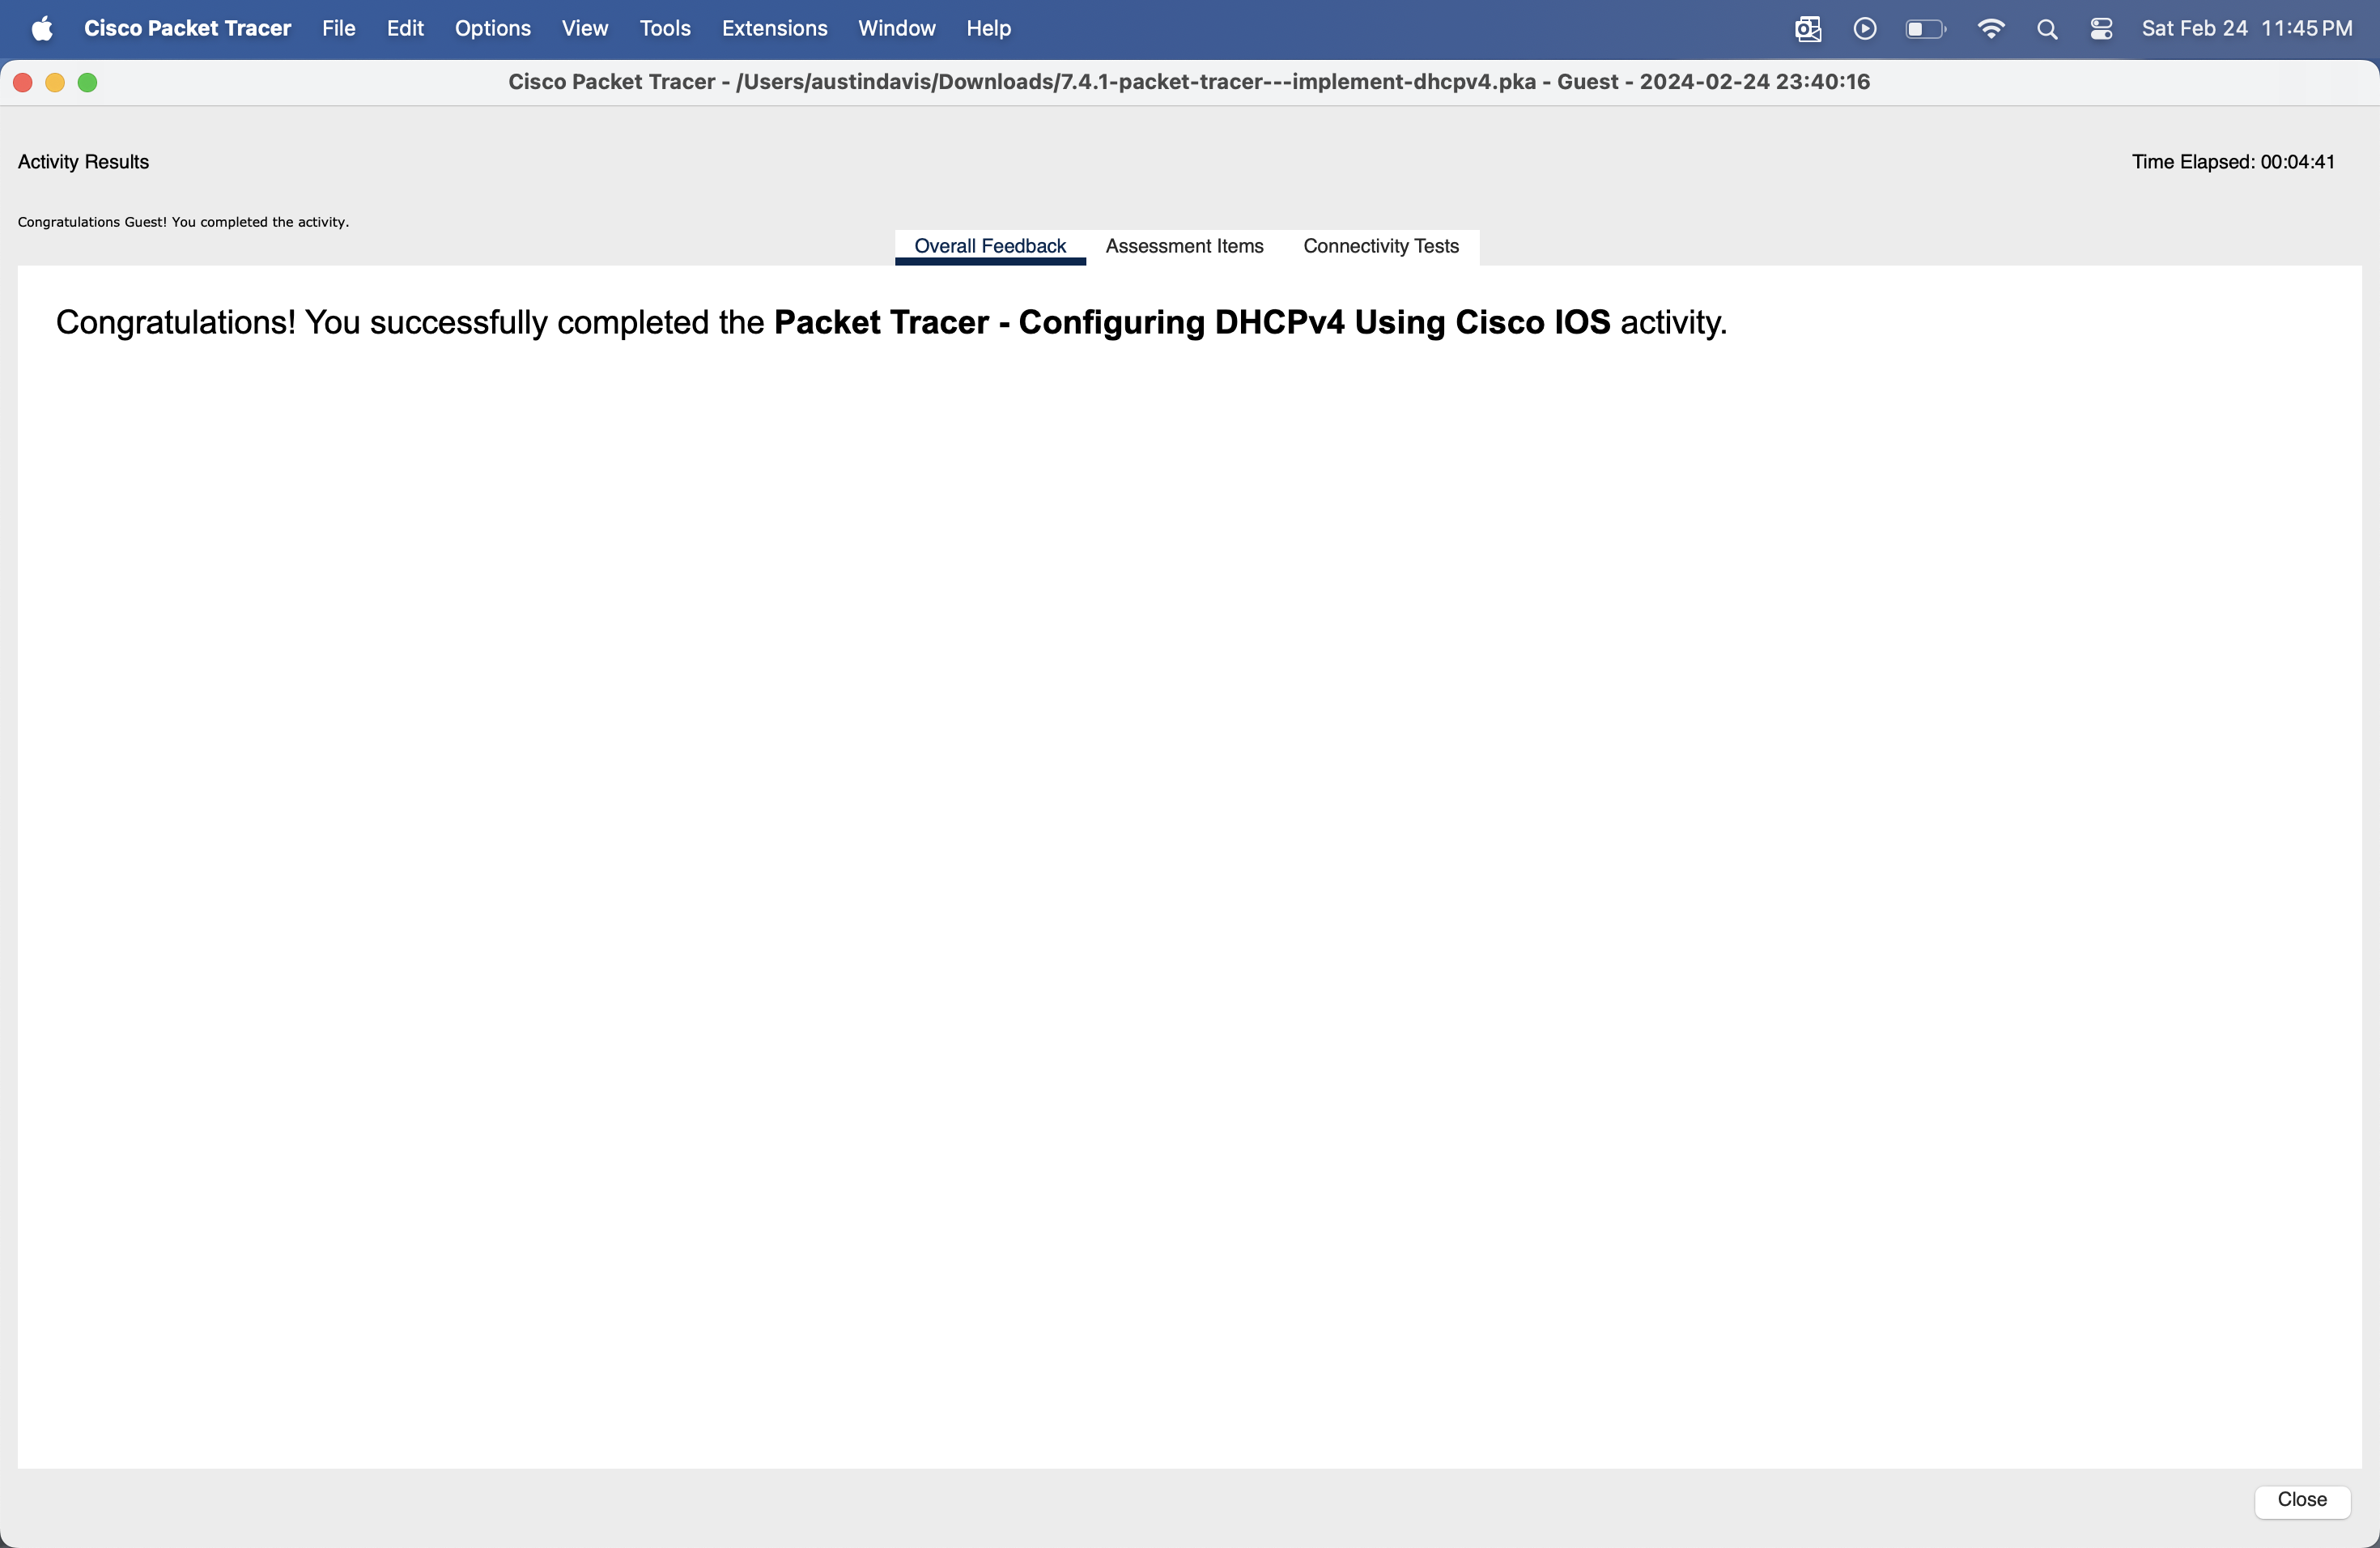 Cisco Packet Tracer File Edit Options View Tools Extensions Window Help Sat Feb 24 11:45 PM
Cisco Packet Tracer - /Users/austindavis/Downloads/7.4.1-packet-tracer---implement-dhcpv4.pka - Guest - 2024-02-24 23:40:16
Activity Results Time Elapsed: 00:04:41
Congratulations Guest! You completed the activity.
Overall Feedback Assessment Items Connectivity Tests
Congratulations! You successfully completed the Packet Tracer - Configuring DHCPv4 Using Cisco IOS activity.
Close